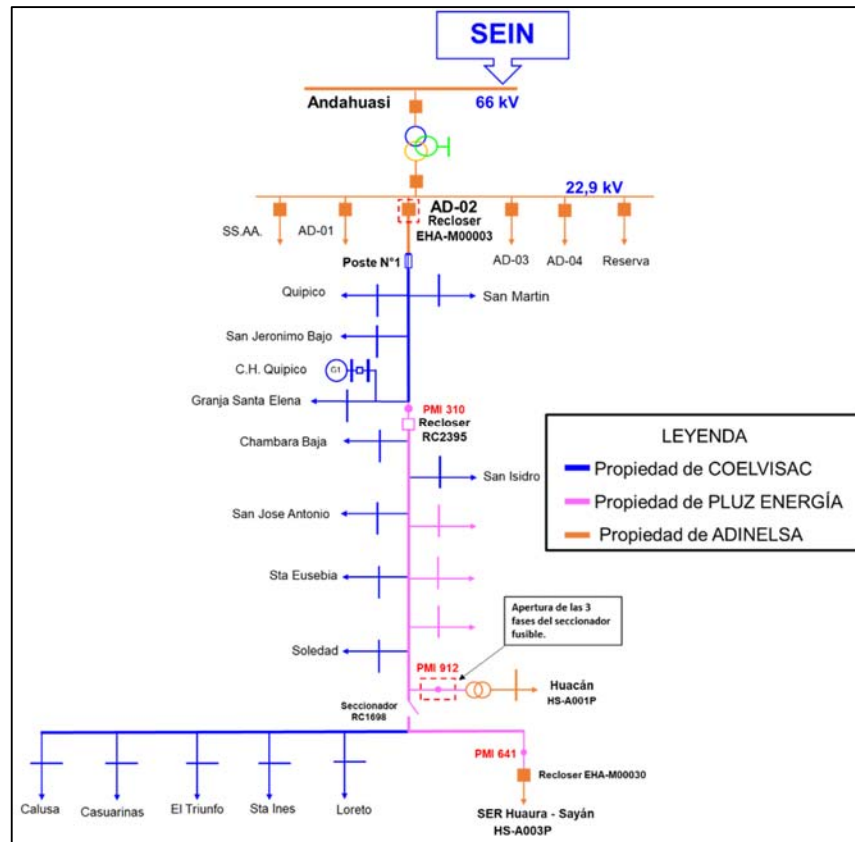 SEIN
Andahuasi
66 kV
22,9 kV
AD-02
Recloser
EHA-M00003
SS.AA.
AD-01
AD-03
AD-04
Reserva
Poste N°1
Quipico
San Martin
San Jeronimo Bajo
C.H. Quipico
G1
Granja Santa Elena
PMI 310
Recloser
RC2395
Chambara Baja
San Isidro
LEYENDA
Propiedad de COELVISAC
Propiedad de PLUZ ENERGÍA
Propiedad de ADINELSA
San Jose Antonio
Sta Eusebia
Apertura de las 3
fases del seccionador
fusible.
Soledad
PMI 912
Huacán
HS-A001P
Seccionador
RC1698
PMI 641
Recloser EHA-M00030
Calusa
Casuarinas
El Triunfo
Sta Ines
Loreto
SER Huaura - Sayán
HS-A003P